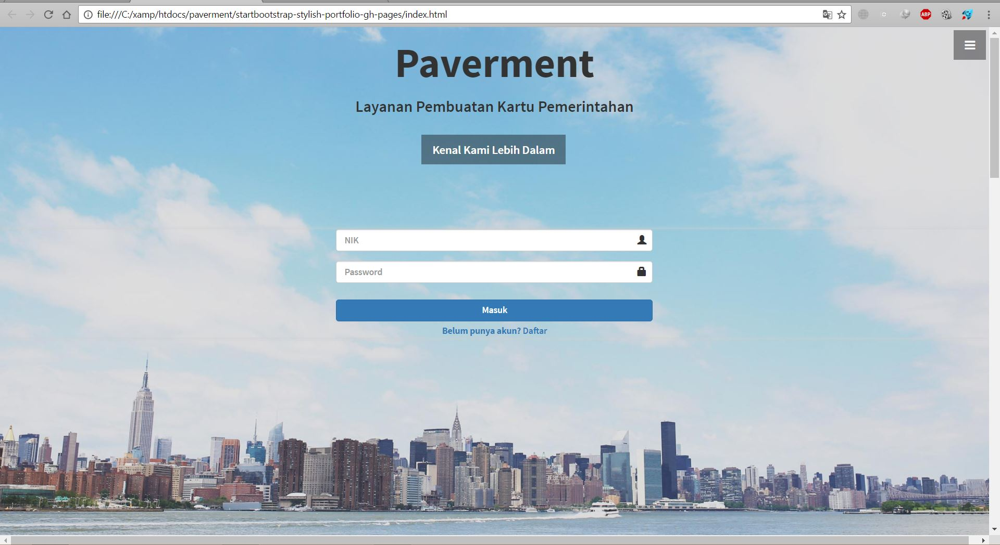 file:///C:/xamp/htdocs/paverment/startbootstrap-stylish-portfolio-gh-pages/index.html
ABP
Paverment
Layanan Pembuatan Kartu Pemerintahan
Kenal Kami Lebih Dalam
NIK
Password
Masuk
Belum punya akun? Daftar